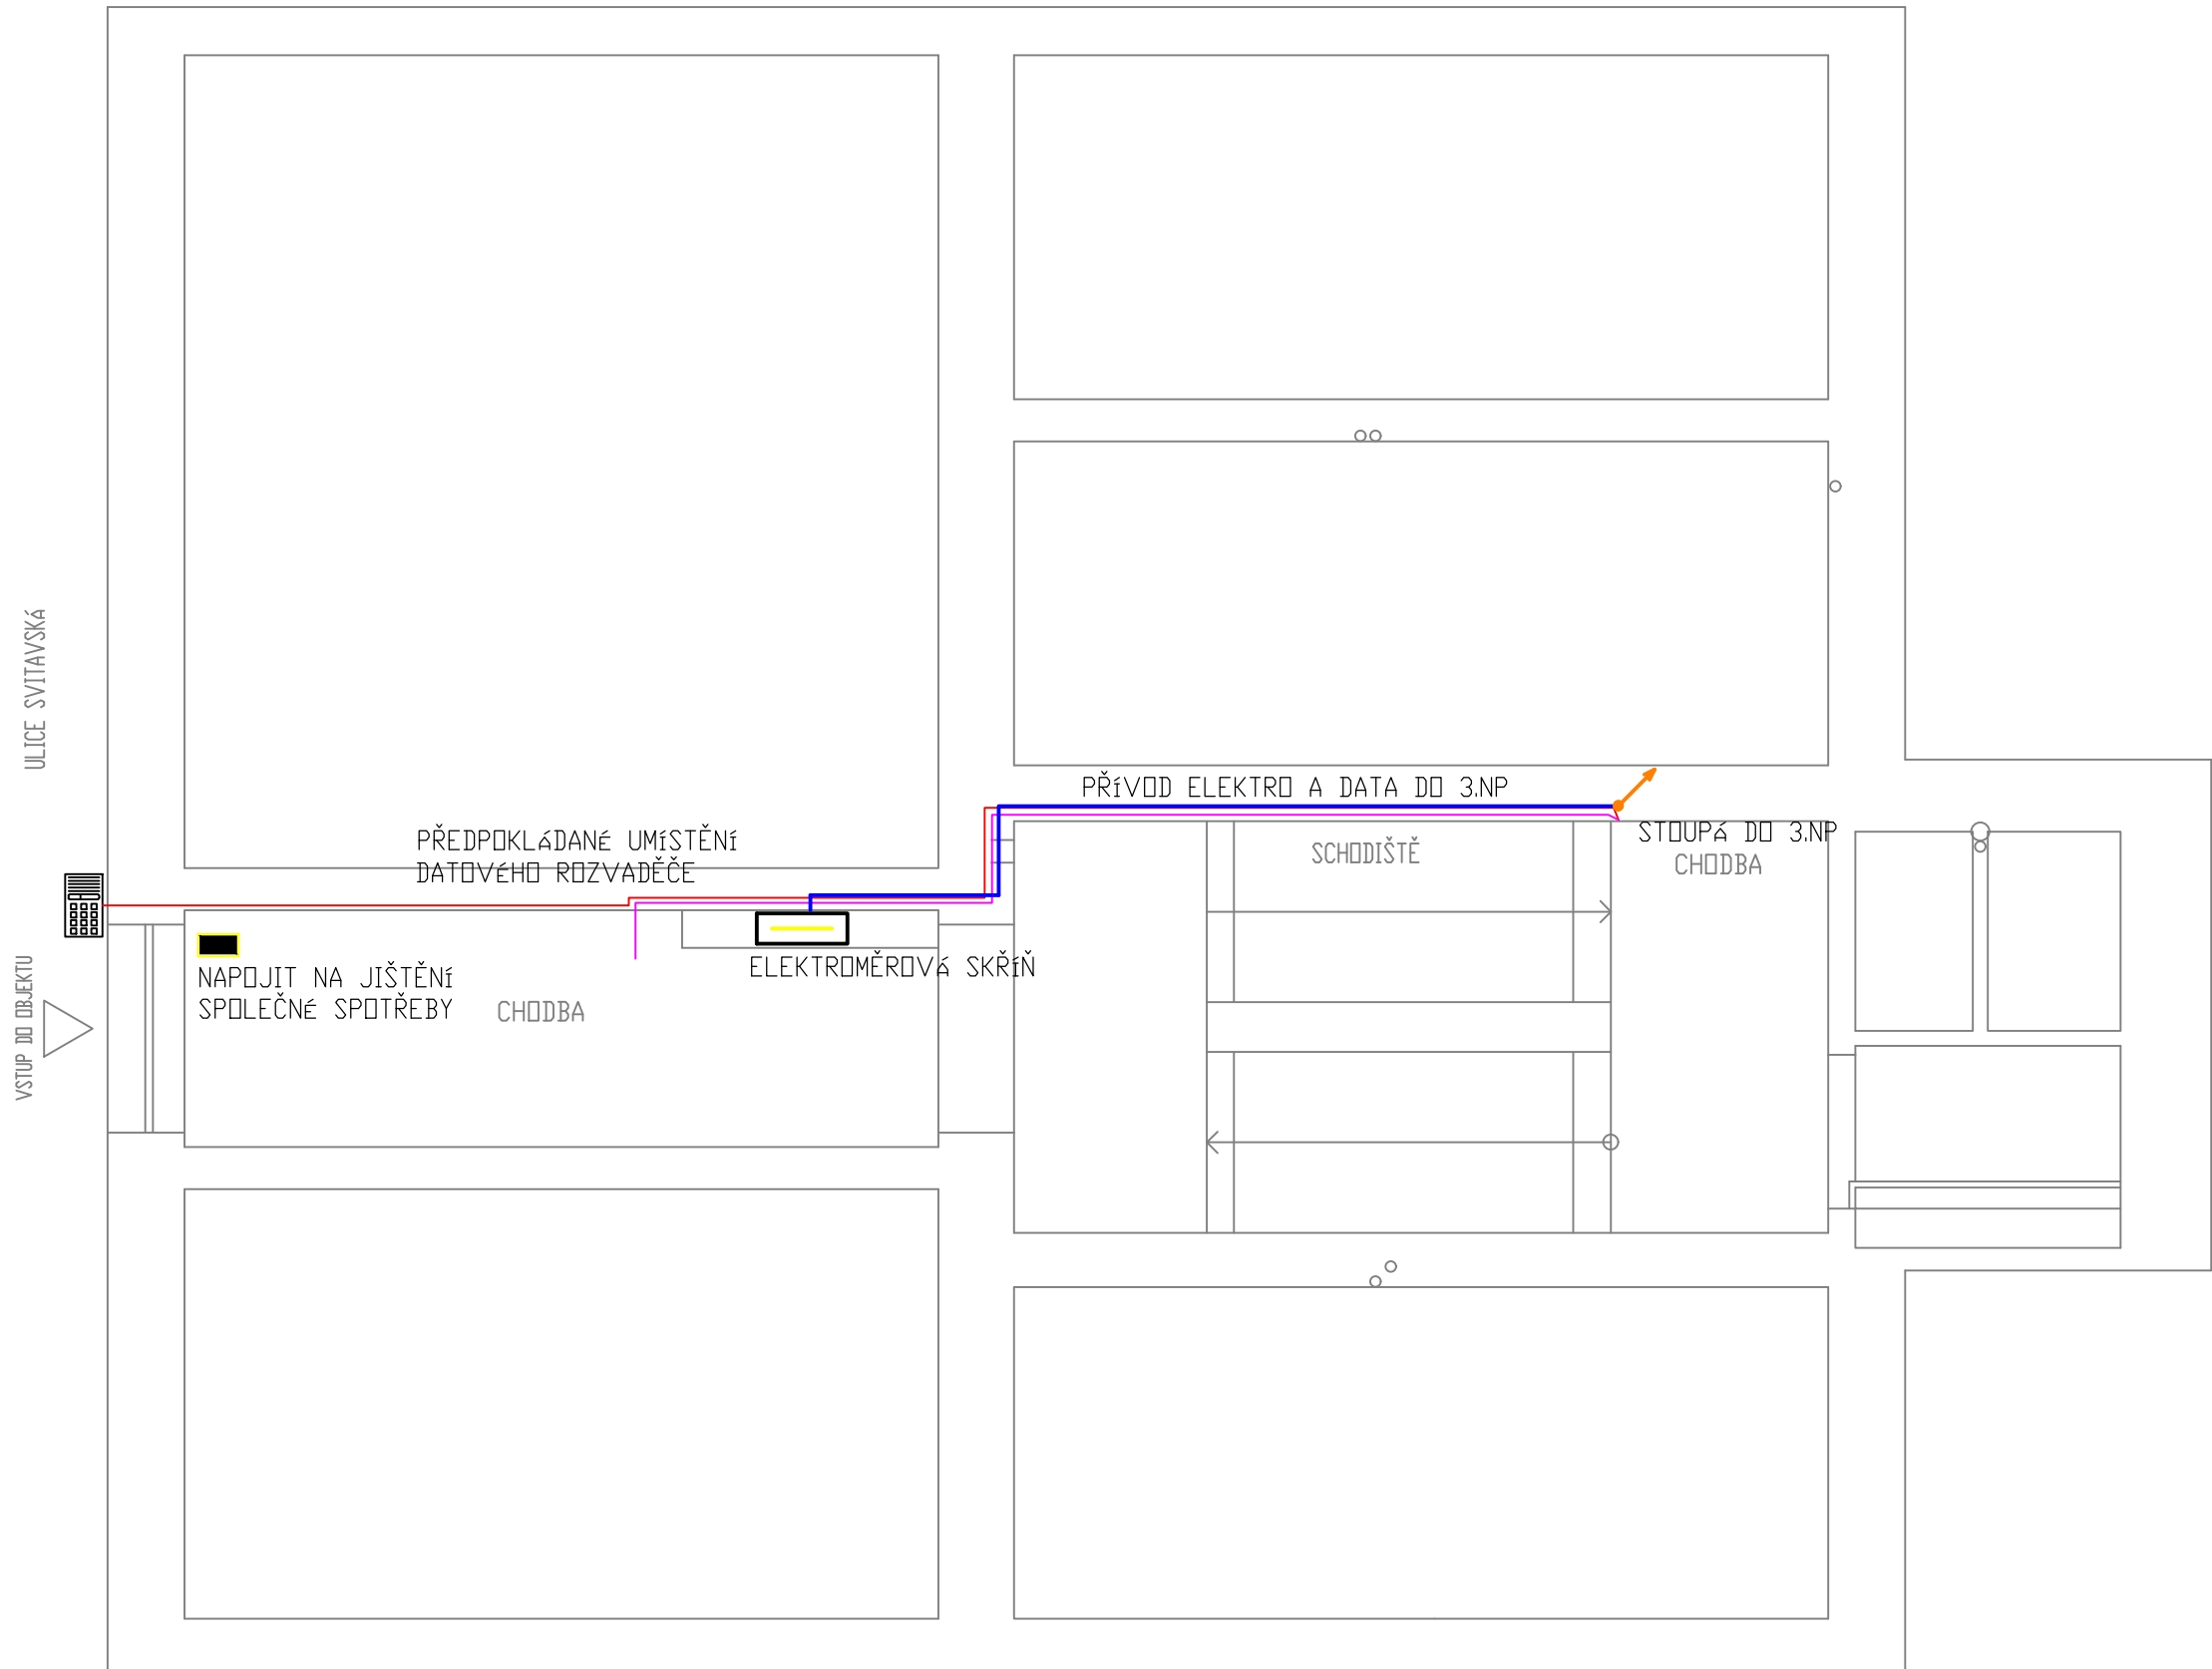 ULICE SVITAVSKÁ
PŘÍVOD ELEKTRO A DATA DO 3.NP
STOUPÁ DO 3.NP
CHODBA
SCHODIŠTĚ
PŘEDPOKLÁDANÉ UMÍSTĚNÍ
DATOVÉHO ROZVADĚČE
ELEKTROMĚROVÁ SKŘÍŇ
NAPOJIT NA JIŠTĚNÍ
SPOLEČNÉ SPOTŘEBY
CHODBA
VSTUP DO OBJEKTU